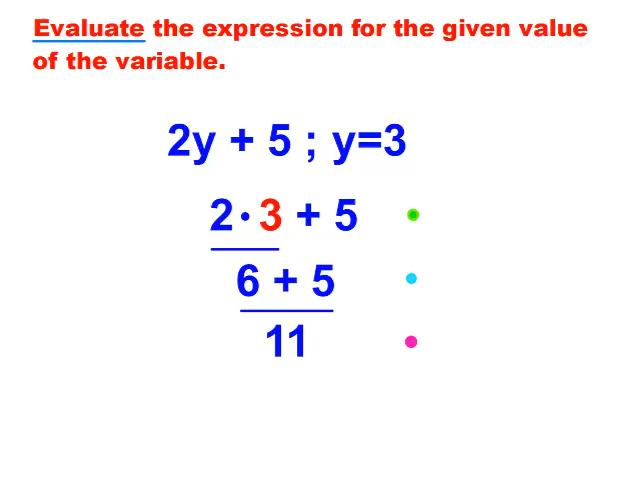 Evaluate the expression for the given value
of the variable.
2y + 5 ; y=3
2 · 3 + 5
6 + 5
11